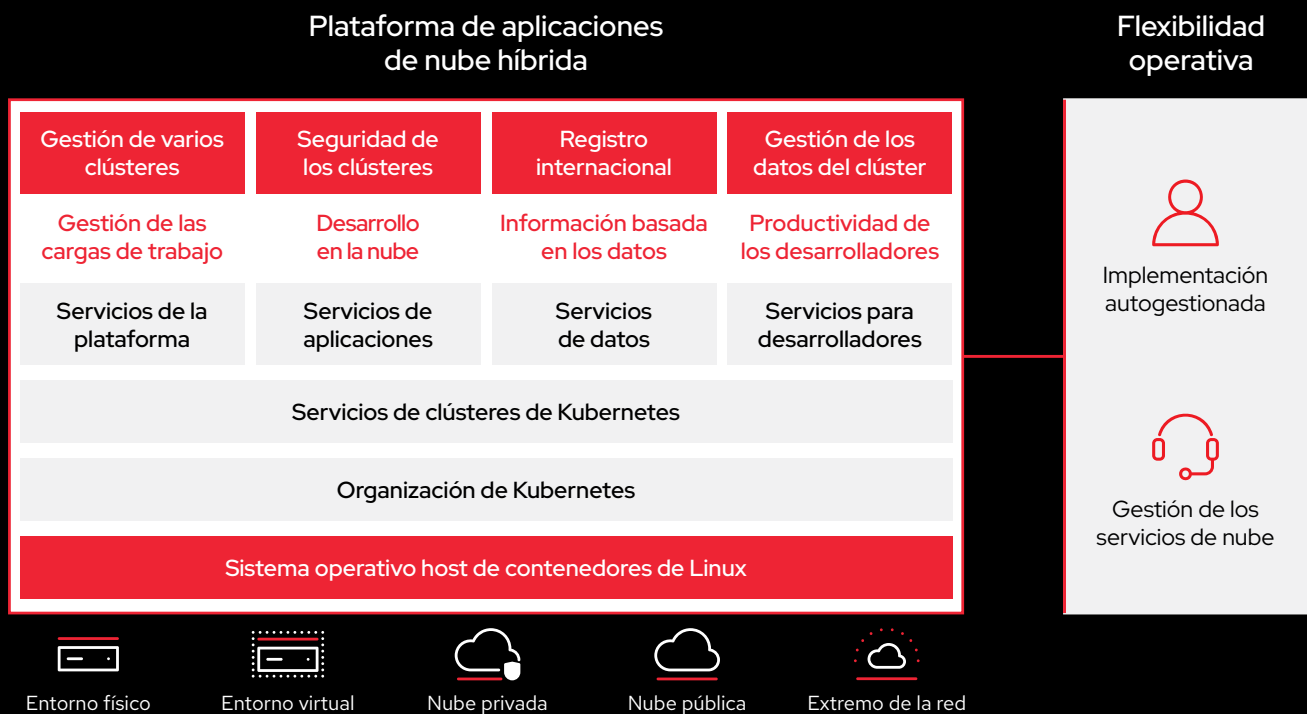 Plataforma de aplicaciones
de nube híbrida
Flexibilidad
operativa
Gestión de varios
clústeres
Seguridad de
los clústeres
Registro
internacional
Gestión de los
datos del clúster
Gestión de las
cargas de trabajo
Desarrollo
en la nube
Información basada
en los datos
Productividad de
los desarrolladores
Servicios de la
plataforma
Servicios de
aplicaciones
Servicios
de datos
Servicios para
desarrolladores
Servicios de clústeres de Kubernetes
Organización de Kubernetes
Sistema operativo host de contenedores de Linux
Implementación
autogestionada
Gestión de los
servicios de nube
Entorno físico
Entorno virtual
Nube privada
Nube pública
Extremo de la red